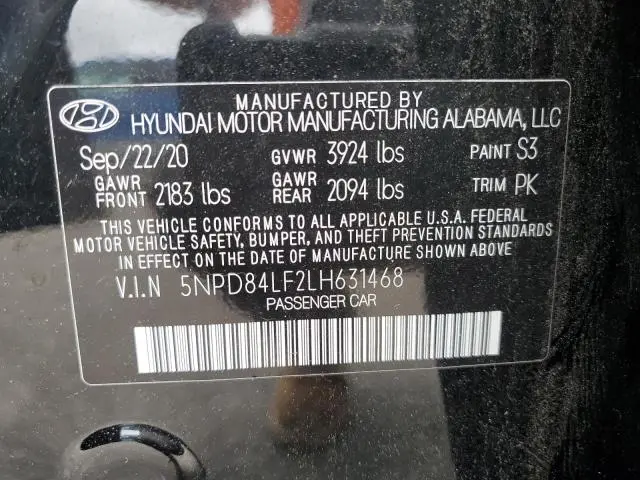 MANUFACTURED BY
HYUNDAI MOTOR MANUFACTURING ALABAMA, LLC
Sep/22/20 GVWR 3924 lbs PAINT S3
GAWR FRONT 2183 lbs GAWR REAR 2094 lbs TRIM PK
THIS VEHICLE CONFORMS TO ALL APPLICABLE U.S.A. FEDERAL
MOTOR VEHICLE SAFETY, BUMPER, AND THEFT PREVENTION STANDARDS
IN EFFECT ON THE DATE OF MANUFACTURE SHOWN ABOVE
V.I.N 5NPD84LF2LH631468
PASSENGER CAR